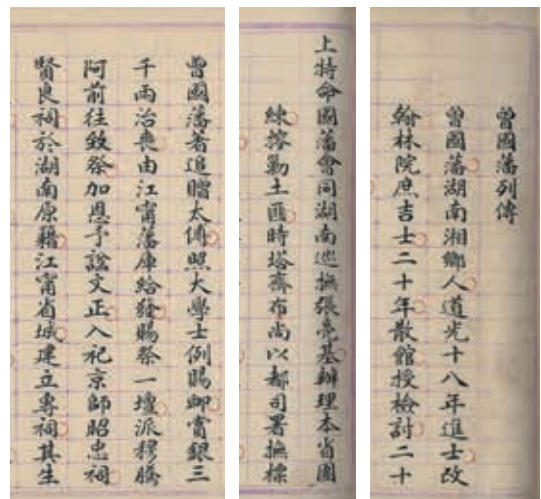 曾國藩列傳
曾國藩湖南湘鄉人道光十八年進士改
翰林院庶吉士二十年散館授檢討二十
上特命國藩會同湖南巡撫張亮基辦理本省團
練搭勦土匪時塔齊布尚以都司署撫標
曾國藩著追贈太傅照大學士例賜卹賞銀三
千兩治喪由江甯藩庫給發賜祭一壇派穆騰
阿前往致祭加恩予諡文正入祀京師昭忠祠
賢良祠於湖南原籍江甯省城建立專祠其生